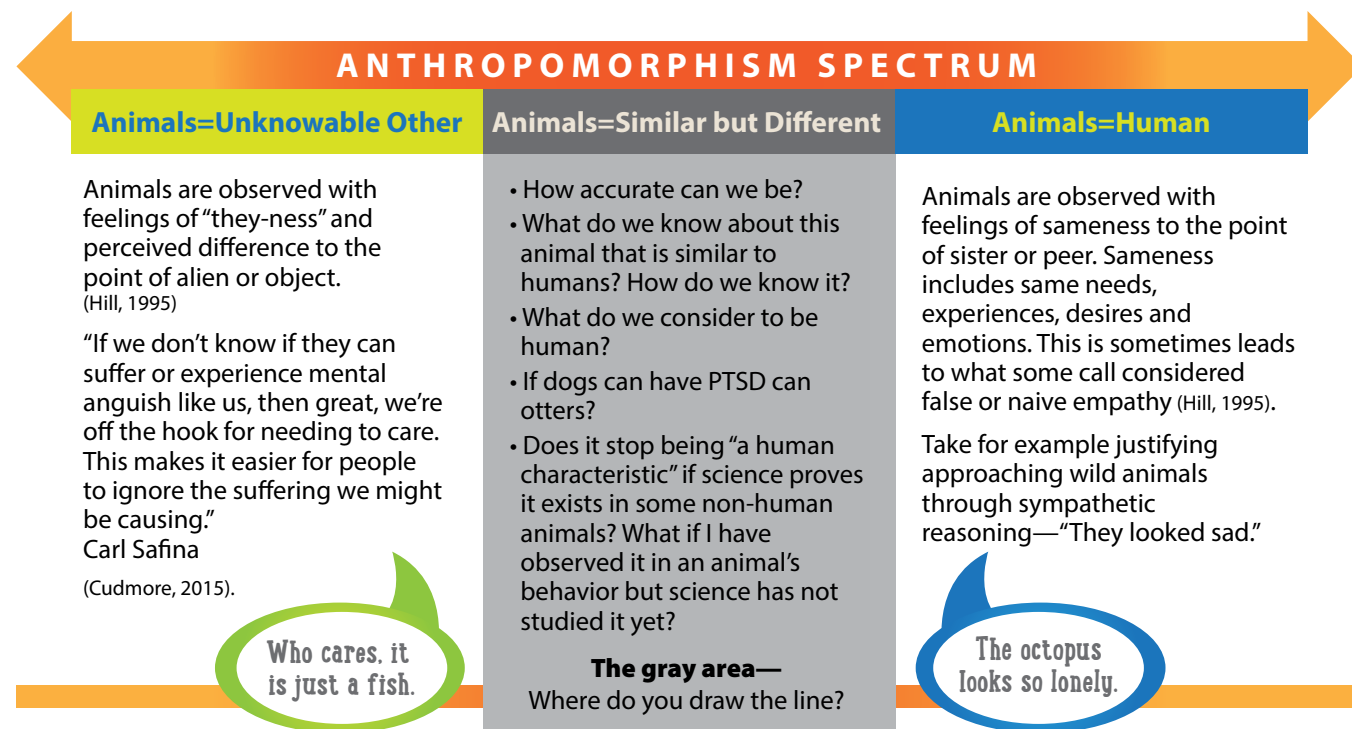 ANTHROPOMORPHISM SPECTRUM
Animals=Unknowable Other
Animals are observed with
feelings of “they-ness” and
perceived difference to the
point of alien or object.
(Hill, 1995)
“If we don’t know if they can
suffer or experience mental
anguish like us, then great, we’re
off the hook for needing to care.
This makes it easier for people
to ignore the suffering we might
be causing.”
Carl Safina
(Cudmore, 2015).
Who cares, it
is just a fish.
Animals=Similar but Different
• How accurate can we be?
• What do we know about this
animal that is similar to
humans? How do we know it?
• What do we consider to be
human?
• If dogs can have PTSD can
otters?
• Does it stop being “a human
characteristic” if science proves
it exists in some non-human
animals? What if I have
observed it in an animal’s
behavior but science has not
studied it yet?
The gray area—
Where do you draw the line?
Animals=Human
Animals are observed with
feelings of sameness to the point
of sister or peer. Sameness
includes same needs,
experiences, desires and
emotions. This is sometimes leads
to what some call considered
false or naive empathy (Hill, 1995).
Take for example justifying
approaching wild animals
through sympathetic
reasoning—“They looked sad.”
The octopus
looks so lonely.